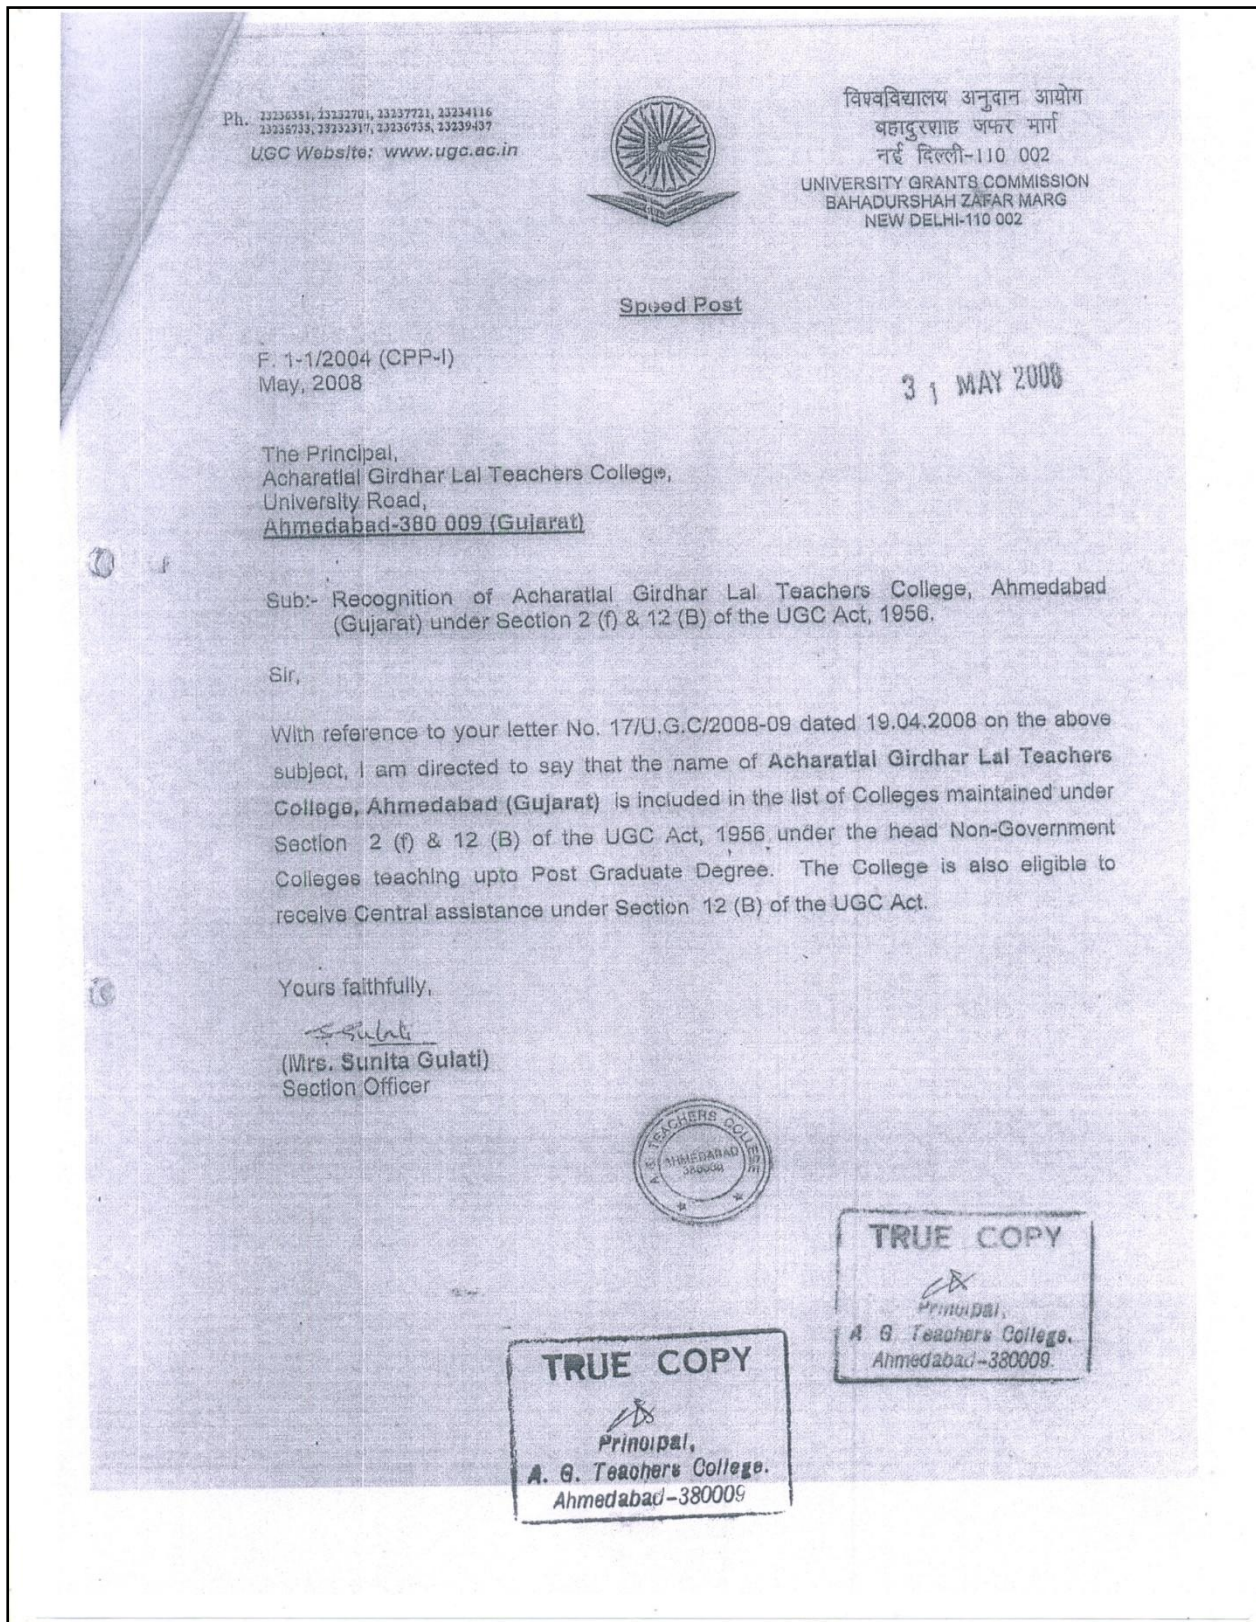 Ph. 23236351, 23232701, 23237721, 23234116
23235733, 23232317, 23236735, 23239437
UGC Website: www.ugc.ac.in
विश्वविद्यालय अनुदान आयोग
बहादुरशाह जफर मार्ग
नई दिल्ली-110 002
UNIVERSITY GRANTS COMMISSION
BAHADURSHAH ZAFAR MARG
NEW DELHI-110 002
Speed Post
F. 1-1/2004 (CPP-I)
May, 2008
31 MAY 2008
The Principal,
Acharatlal Girdhar Lal Teachers College,
University Road,
Ahmedabad-380 009 (Gujarat)
Sub:- Recognition of Acharatlal Girdhar Lal Teachers College, Ahmedabad
(Gujarat) under Section 2 (f) & 12 (B) of the UGC Act, 1956.
Sir,
With reference to your letter No. 17/U.G.C/2008-09 dated 19.04.2008 on the above
subject, I am directed to say that the name of Acharatlal Girdhar Lal Teachers
College, Ahmedabad (Gujarat) is included in the list of Colleges maintained under
Section 2 (f) & 12 (B) of the UGC Act, 1956 under the head Non-Government
Colleges teaching upto Post Graduate Degree. The College is also eligible to
receive Central assistance under Section 12 (B) of the UGC Act.
Yours faithfully,
(Mrs. Sunita Gulati)
Section Officer
A. G. TEACHERS COLLEGE
AHMEDABAD
380009
TRUE COPY
Principal,
A. G. Teachers College.
Ahmedabad-380009.
TRUE COPY
Principal,
A. G. Teachers College.
Ahmedabad-380009